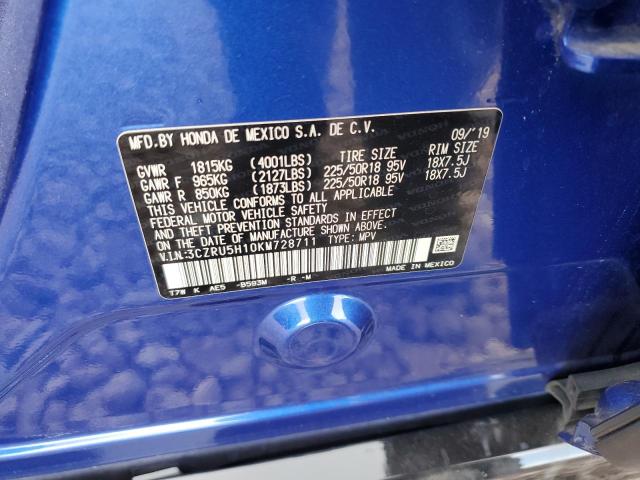 MFD.BY HONDA DE MEXICO S.A. DE C.V. 09/'19
GVWR 1815KG (4001LBS) TIRE SIZE RIM SIZE
GAWR F 965KG (2127LBS) 225/50R18 95V 18X7.5J
GAWR R 850KG (1873LBS) 225/50R18 95V 18X7.5J
THIS VEHICLE CONFORMS TO ALL APPLICABLE
FEDERAL MOTOR VEHICLE SAFETY
AND THEFT PREVENTION STANDARDS IN EFFECT
ON THE DATE OF MANUFACTURE SHOWN ABOVE.
V.I.N:3CZRU5H10KM728711 TYPE: MPV
T7W K AE5 -B593M -R -M MADE IN MEXICO